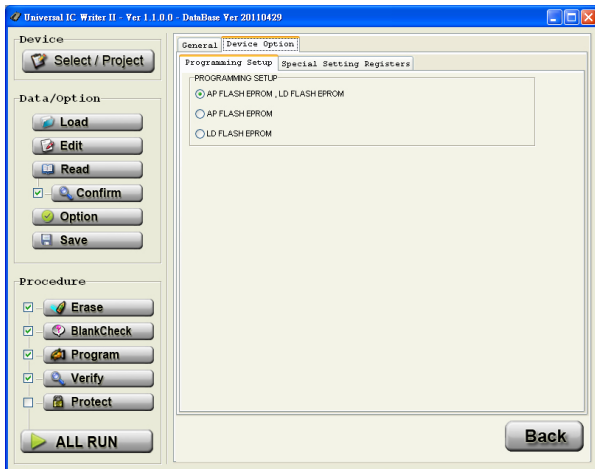 Universal IC Writer II - Ver 1.1.0.0 - DataBase Ver 20110429
Device
Select / Project
Data/Option
Load
Edit
Read
Confirm
Option
Save
Procedure
Erase
BlankCheck
Program
Verify
Protect
ALL RUN
General Device Option
Programming Setup Special Setting Registers
PROGRAMMING SETUP
AP FLASH EPROM , LD FLASH EPROM
AP FLASH EPROM
LD FLASH EPROM
Back